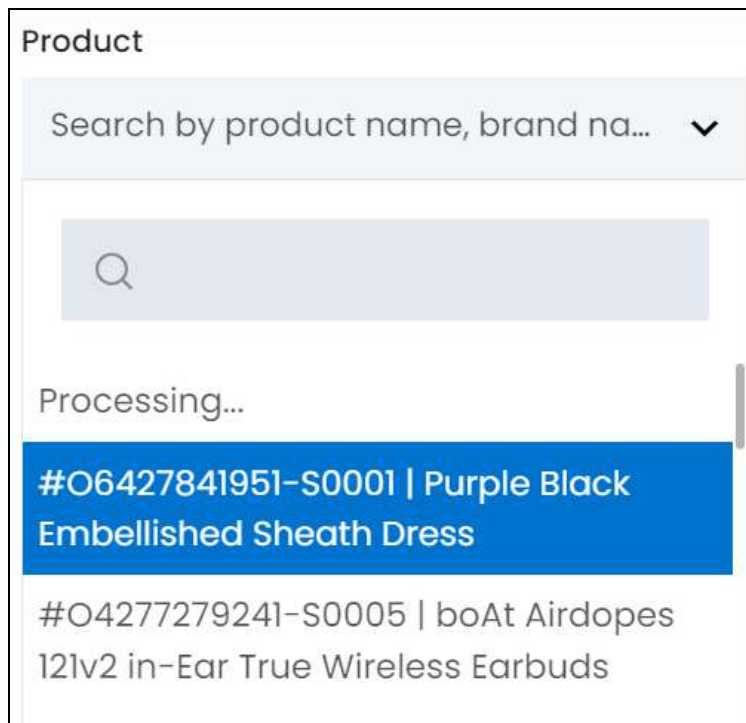 Product
Search by product name, brand na...
Processing...
#O6427841951-S0001 | Purple Black
Embellished Sheath Dress
#O4277279241-S0005 | boAt Airdopes
121v2 in-Ear True Wireless Earbuds